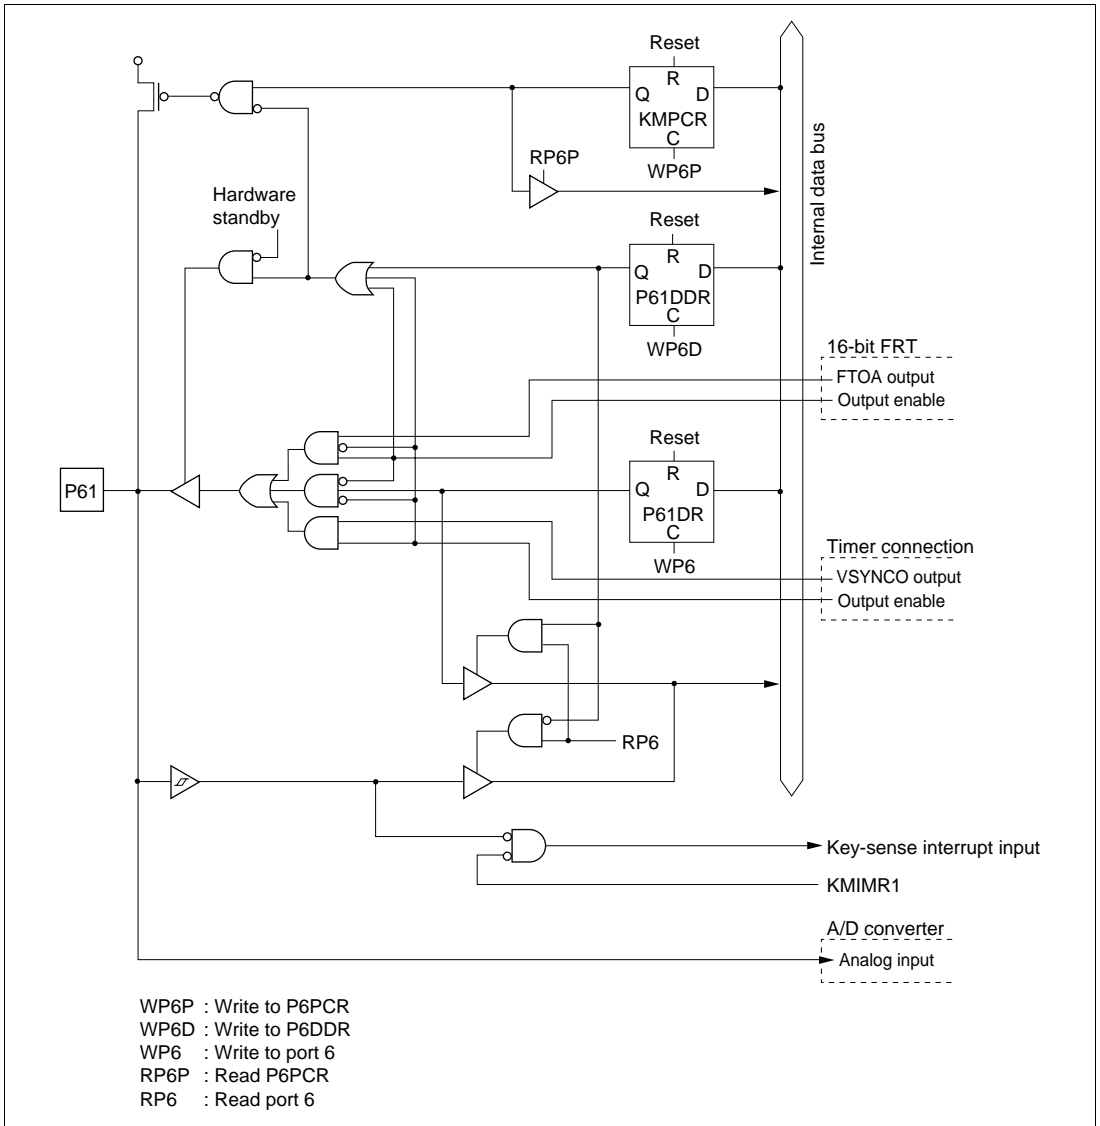 Reset
R
Q D
KMPCR
C
WP6P
RP6P
Internal data bus
Hardware
standby
Reset
R
Q D
P61DDR
C
WP6D
16-bit FRT
FTOA output
Output enable
Reset
R
P61
Q D
P61DR
C
WP6
Timer connection
VSYNCO output
Output enable
RP6
Key-sense interrupt input
KMIMR1
A/D converter
Analog input
WP6P : Write to P6PCR
WP6D : Write to P6DDR
WP6 : Write to port 6
RP6P : Read P6PCR
RP6 : Read port 6